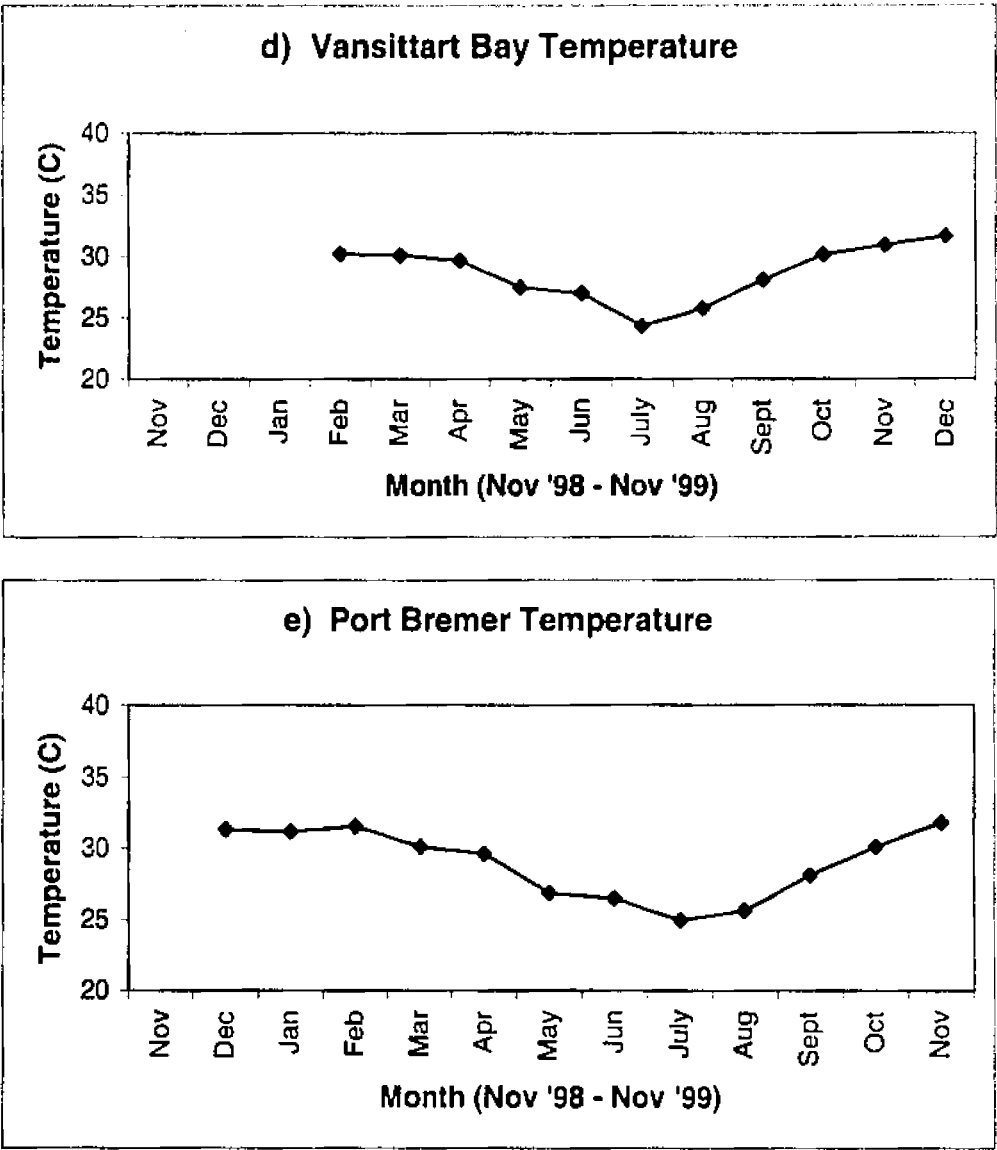 d) Vansittart Bay Temperature
40
35
30
25
20
Temperature (C)
Nov Dec Jan Feb Mar Apr May Jun July Aug Sept Oct Nov Dec
Month (Nov '98 - Nov '99)
e) Port Bremer Temperature
40
35
30
25
20
Temperature (C)
Nov Dec Jan Feb Mar Apr May Jun July Aug Sept Oct Nov
Month (Nov '98 - Nov '99)